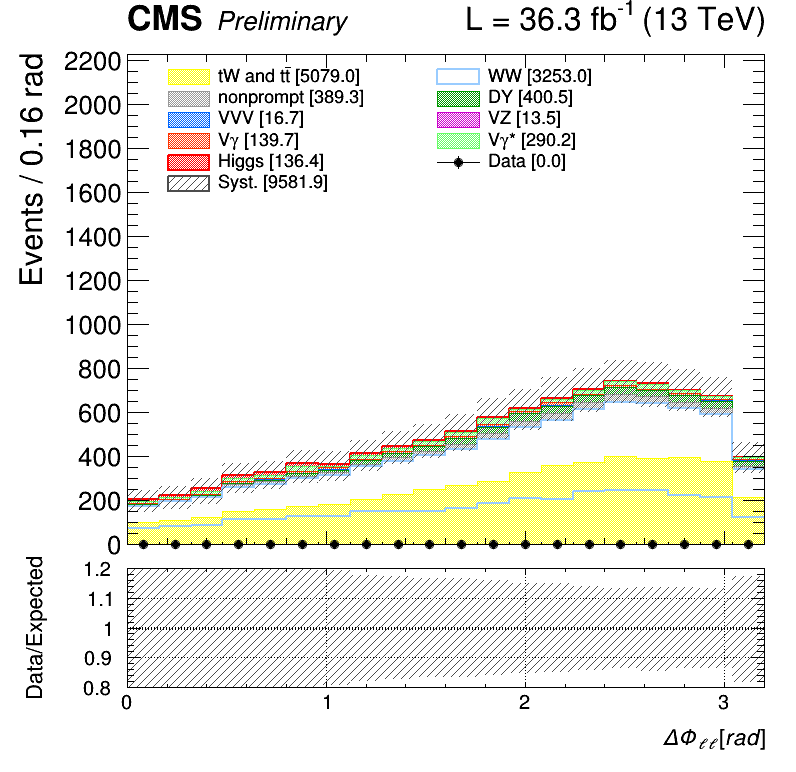 CMS Preliminary L = 36.3 fb⁻¹ (13 TeV)
Events / 0.16 rad
2200
2000
1800
1600
1400
1200
1000
800
600
400
200
0
tW and tt̄ [5079.0]
nonprompt [389.3]
VVV [16.7]
Vγ [139.7]
Higgs [136.4]
Syst. [9581.9]
WW [3253.0]
DY [400.5]
VZ [13.5]
Vγ* [290.2]
Data [0.0]
Data/Expected
1.2
1.1
1
0.9
0.8
0 1 2 3
ΔΦℓℓ[rad]